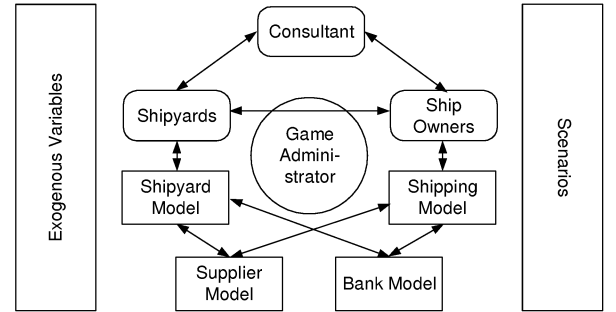 Exogenous Variables
Consultant
Shipyards
Ship
Owners
Game
Admini-
strator
Shipyard
Model
Shipping
Model
Supplier
Model
Bank Model
Scenarios